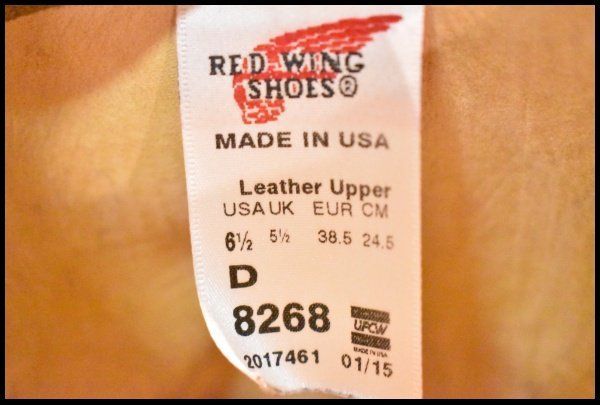 RED WING
SHOES®
MADE IN USA
Leather Upper
USA UK EUR CM
6½ 5½ 38.5 24.5
D
8268
UFCW
MADE IN USA
2017461 01/15